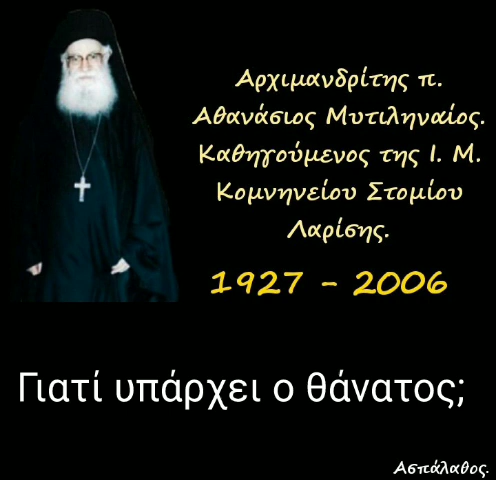 Αρχιμανδρίτης π.
Αθανάσιος Μυτιληναίος.
Καθηγούμενος της Ι. Μ.
Κομνηνείου Στομίου
Λαρίσης.
1927 - 2006
Γιατί υπάρχει ο θάνατος;
Ασπάλαθος.